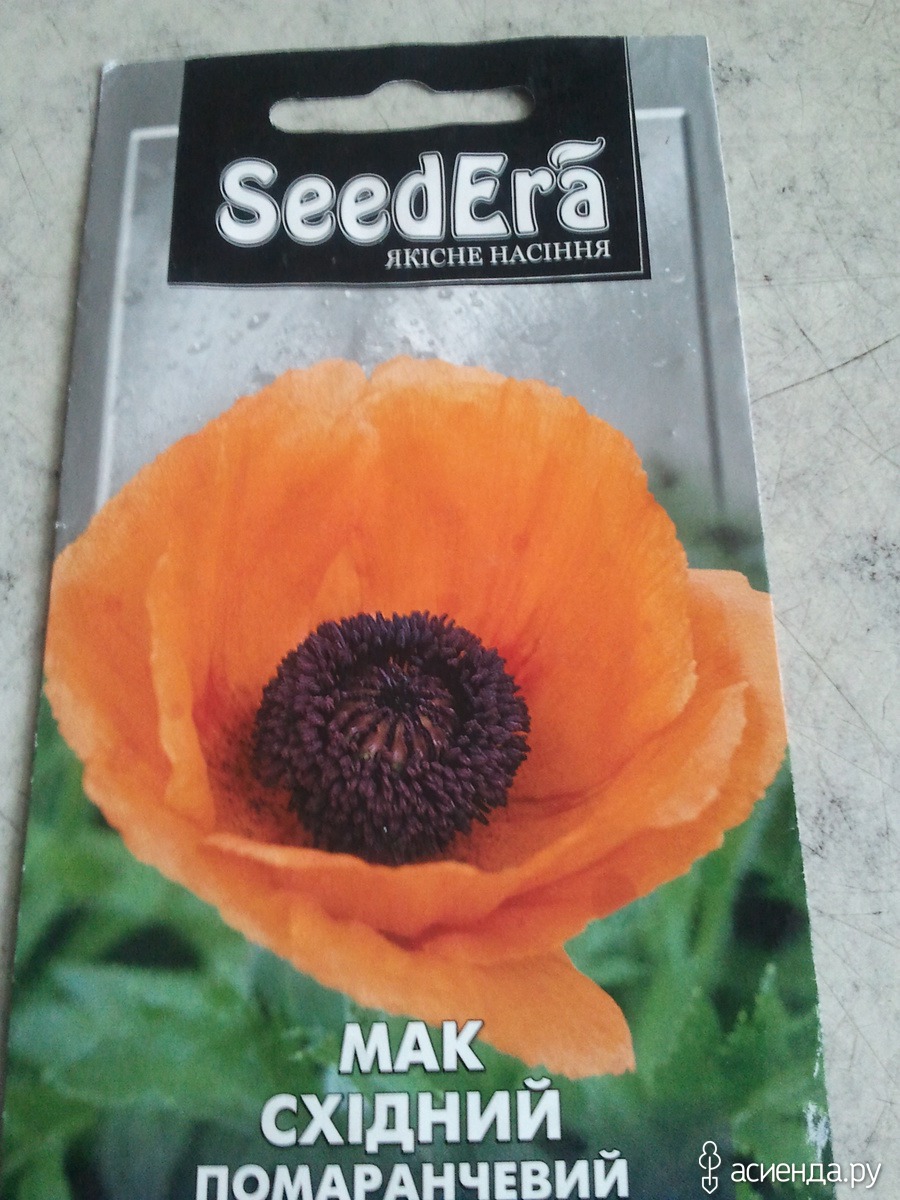 SeedEra
ЯКІСНЕ НАСІННЯ
МАК
СХІДНИЙ
ПОМАРАНЧЕВИЙ
асиенда.ру